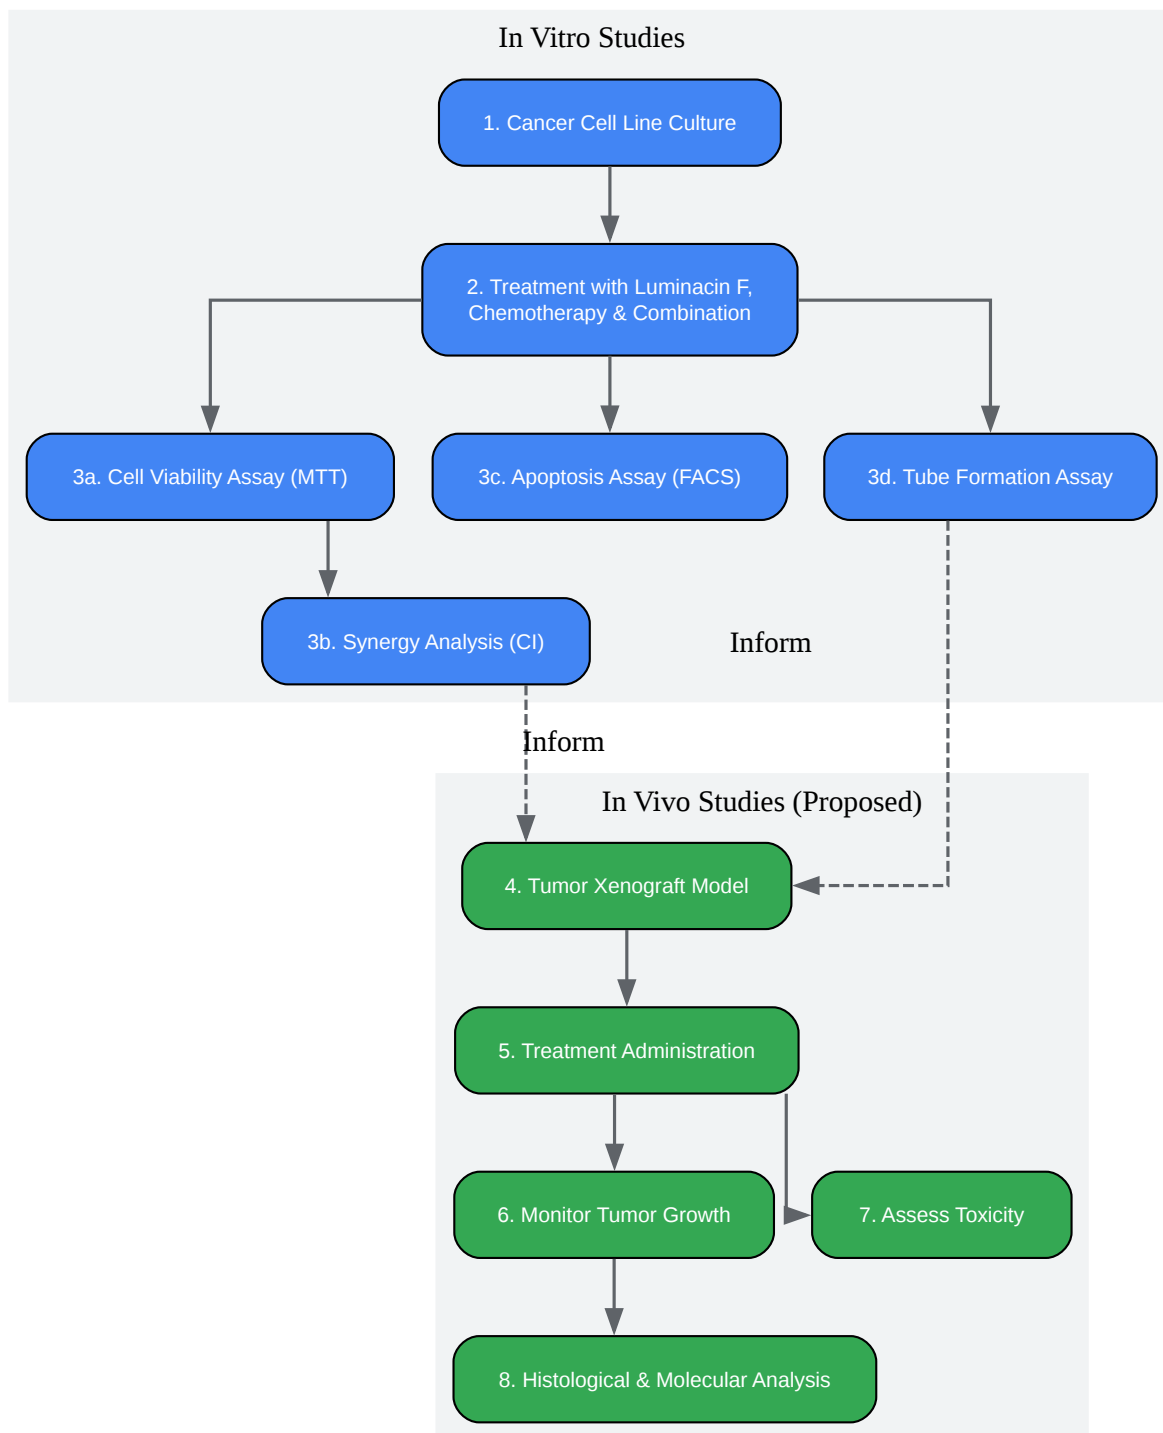 In Vitro Studies
1. Cancer Cell Line Culture
2. Treatment with Luminacin F,
Chemotherapy & Combination
3a. Cell Viability Assay (MTT)
3c. Apoptosis Assay (FACS)
3d. Tube Formation Assay
3b. Synergy Analysis (CI)
Inform
Inform
In Vivo Studies (Proposed)
4. Tumor Xenograft Model
5. Treatment Administration
6. Monitor Tumor Growth
7. Assess Toxicity
8. Histological & Molecular Analysis